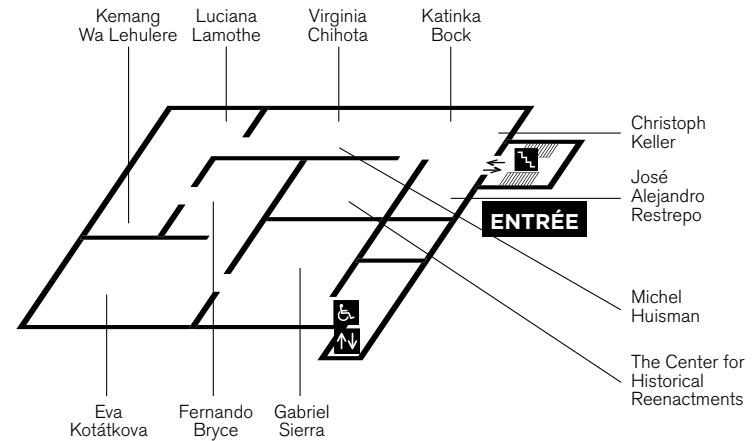 Kemang
Wa Lehulere
Luciana
Lamothe
Virginia
Chihota
Katinka
Bock
Christoph
Keller
José
Alejandro
Restrepo
ENTRÉE
Michel
Huisman
The Center for
Historical
Reenactments
Eva
Kotátkova
Fernando
Bryce
Gabriel
Sierra